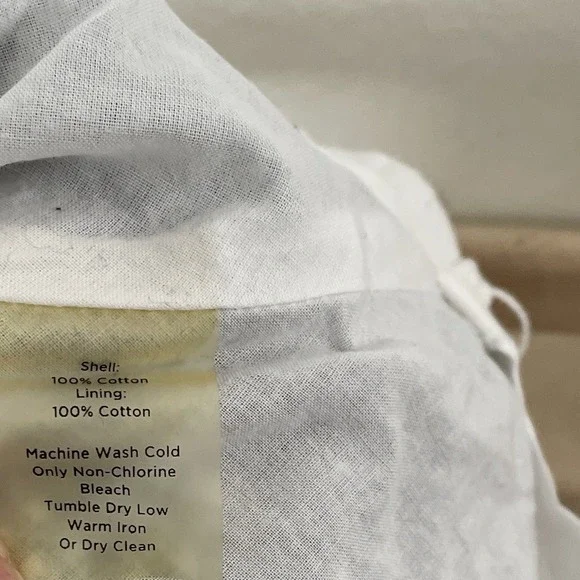 Shell:
100% Cotton
Lining:
100% Cotton
Machine Wash Cold
Only Non-Chlorine
Bleach
Tumble Dry Low
Warm Iron
Or Dry Clean